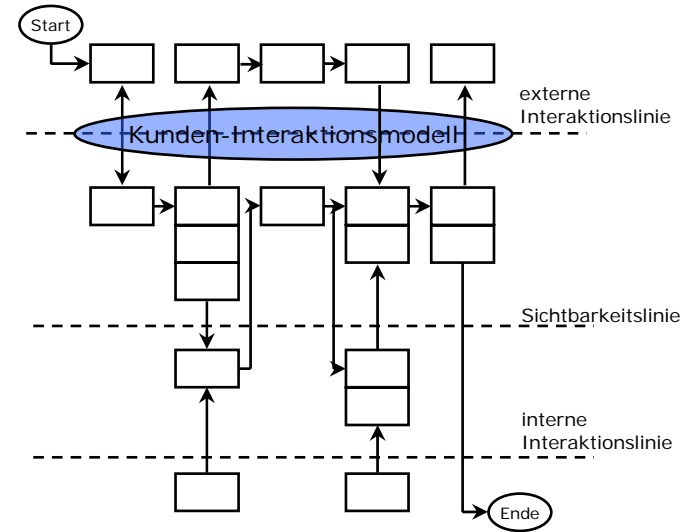 Start
externe
Interaktionslinie
Kunden-Interaktionsmodell
Sichtbarkeitslinie
interne
Interaktionslinie
Ende